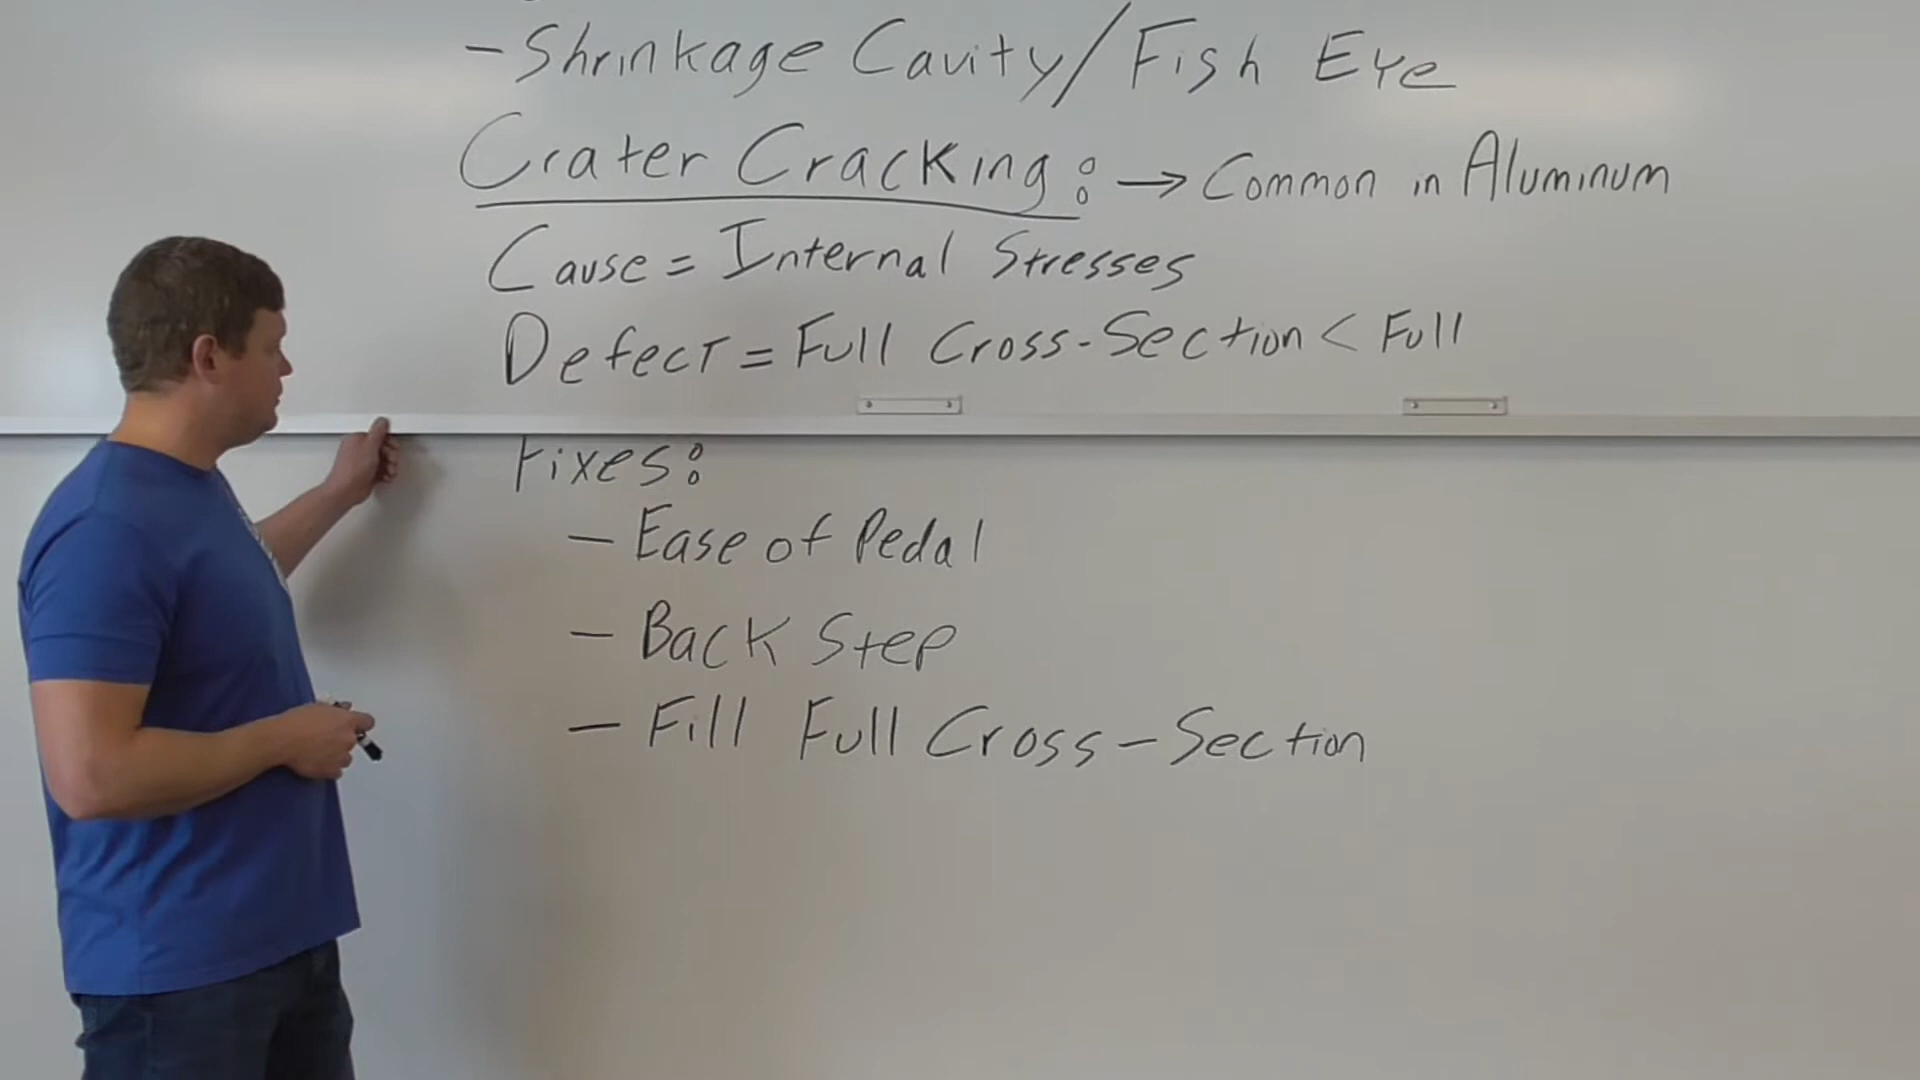 - Shrinkage Cavity/Fish Eye
Crater Cracking: → Common in Aluminum
Cause = Internal Stresses
Defect = Full Cross-Section < Full
Fixes:
- Ease of Pedal
- Back Step
- Fill Full Cross-Section